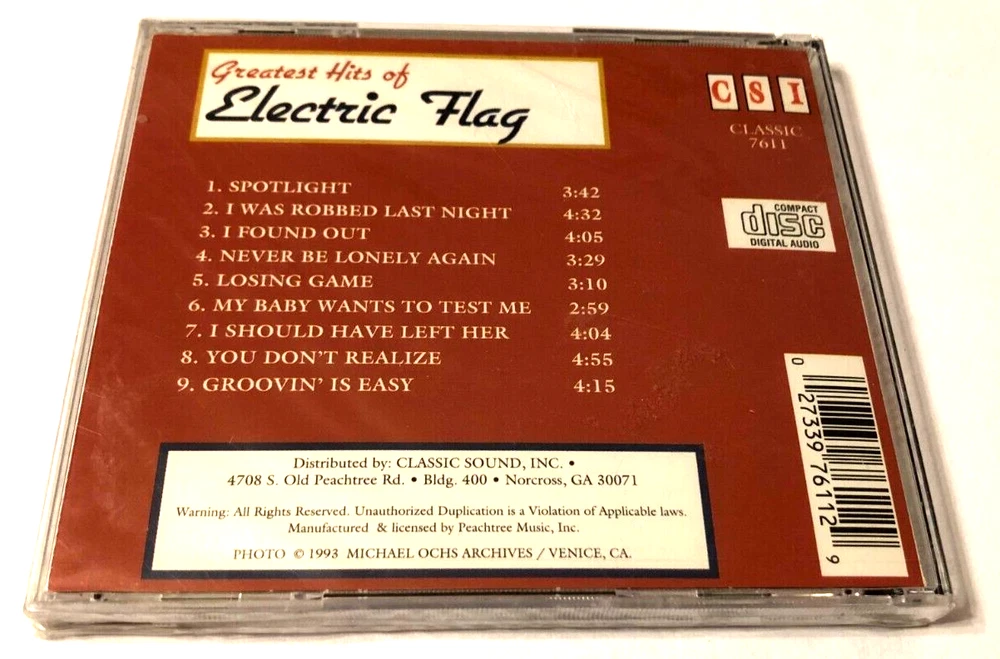 Greatest Hits of
Electric Flag
CSI
CLASSIC
7611
COMPACT
disc
DIGITAL AUDIO
1. SPOTLIGHT 3:42
2. I WAS ROBBED LAST NIGHT 4:32
3. I FOUND OUT 4:05
4. NEVER BE LONELY AGAIN 3:29
5. LOSING GAME 3:10
6. MY BABY WANTS TO TEST ME 2:59
7. I SHOULD HAVE LEFT HER 4:04
8. YOU DON'T REALIZE 4:55
9. GROOVIN' IS EASY 4:15
0 27339 76112 9
Distributed by: CLASSIC SOUND, INC. •
4708 S. Old Peachtree Rd. • Bldg. 400 • Norcross, GA 30071
Warning: All Rights Reserved. Unauthorized Duplication is a Violation of Applicable laws.
Manufactured & licensed by Peachtree Music, Inc.
PHOTO © 1993 MICHAEL OCHS ARCHIVES / VENICE, CA.